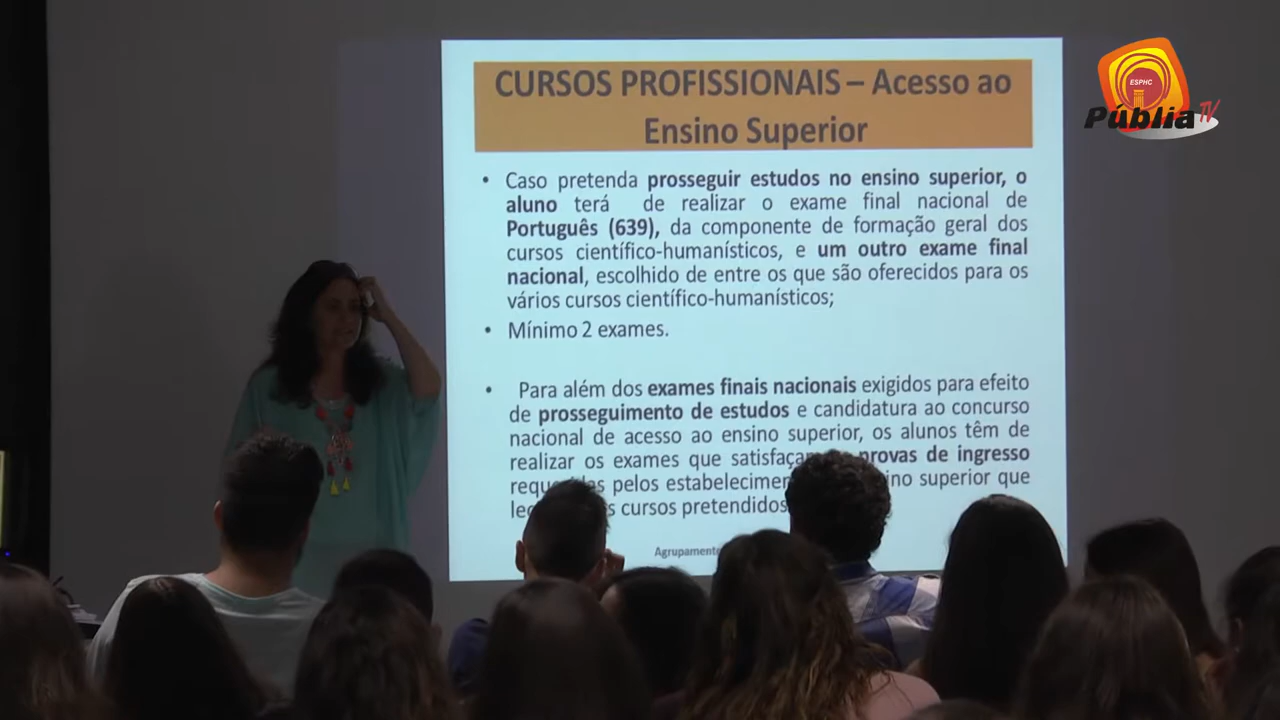 CURSOS PROFISSIONAIS – Acesso ao
Ensino Superior
• Caso pretenda prosseguir estudos no ensino superior, o
aluno terá de realizar o exame final nacional de
Português (639), da componente de formação geral dos
cursos científico-humanísticos, e um outro exame final
nacional, escolhido de entre os que são oferecidos para os
vários cursos científico-humanísticos;
• Mínimo 2 exames.
• Para além dos exames finais nacionais exigidos para efeito
de prosseguimento de estudos e candidatura ao concurso
nacional de acesso ao ensino superior, os alunos têm de
realizar os exames que provas de ingresso
pelos superior que
cursos pretendidos
ESPHC
Públia TV